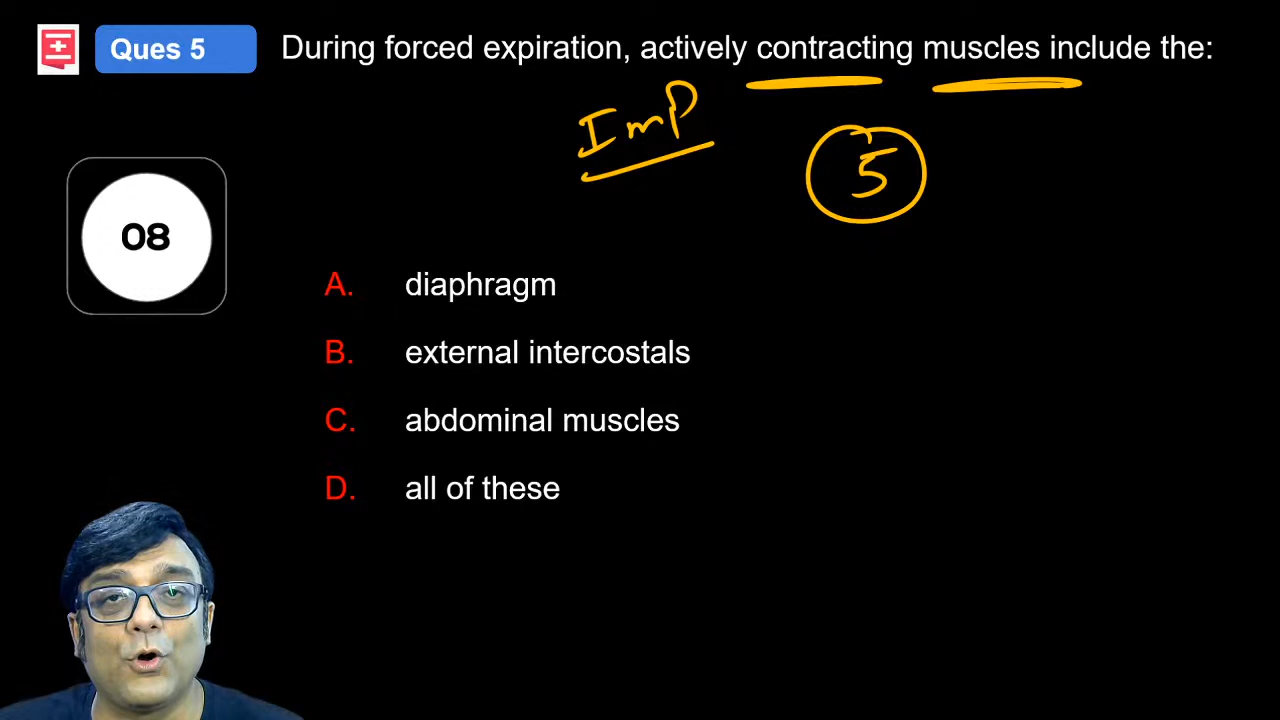 Ques 5 During forced expiration, actively contracting muscles include the:
Imp
5
08
A. diaphragm
B. external intercostals
C. abdominal muscles
D. all of these